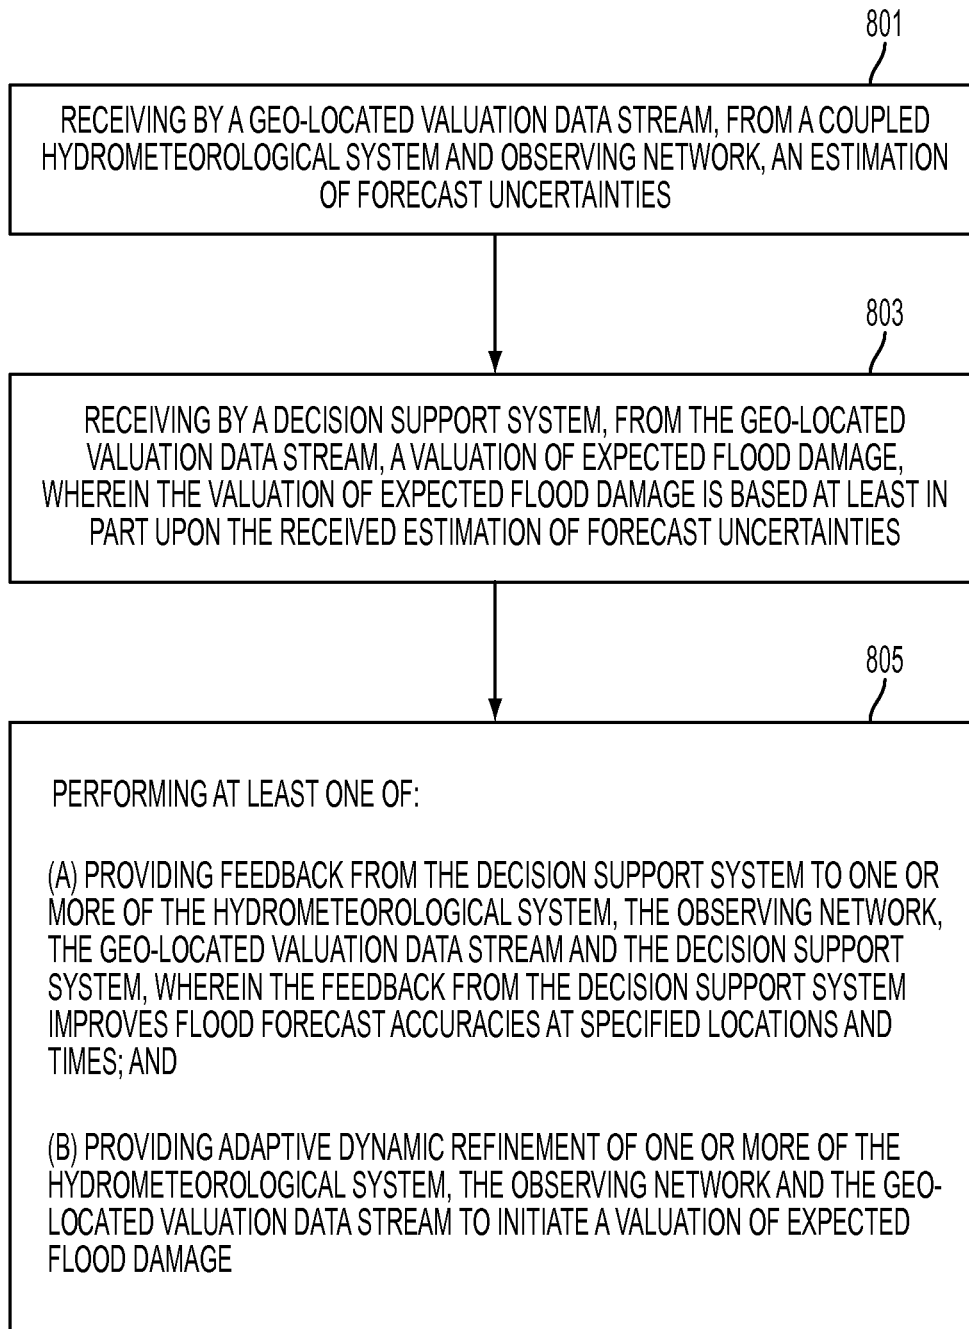 801
RECEIVING BY A GEO-LOCATED VALUATION DATA STREAM, FROM A COUPLED
HYDROMETEOROLOGICAL SYSTEM AND OBSERVING NETWORK, AN ESTIMATION
OF FORECAST UNCERTAINTIES
803
RECEIVING BY A DECISION SUPPORT SYSTEM, FROM THE GEO-LOCATED
VALUATION DATA STREAM, A VALUATION OF EXPECTED FLOOD DAMAGE,
WHEREIN THE VALUATION OF EXPECTED FLOOD DAMAGE IS BASED AT LEAST IN
PART UPON THE RECEIVED ESTIMATION OF FORECAST UNCERTAINTIES
805
PERFORMING AT LEAST ONE OF:
(A) PROVIDING FEEDBACK FROM THE DECISION SUPPORT SYSTEM TO ONE OR
MORE OF THE HYDROMETEOROLOGICAL SYSTEM, THE OBSERVING NETWORK,
THE GEO-LOCATED VALUATION DATA STREAM AND THE DECISION SUPPORT
SYSTEM, WHEREIN THE FEEDBACK FROM THE DECISION SUPPORT SYSTEM
IMPROVES FLOOD FORECAST ACCURACIES AT SPECIFIED LOCATIONS AND
TIMES; AND
(B) PROVIDING ADAPTIVE DYNAMIC REFINEMENT OF ONE OR MORE OF THE
HYDROMETEOROLOGICAL SYSTEM, THE OBSERVING NETWORK AND THE GEO-
LOCATED VALUATION DATA STREAM TO INITIATE A VALUATION OF EXPECTED
FLOOD DAMAGE